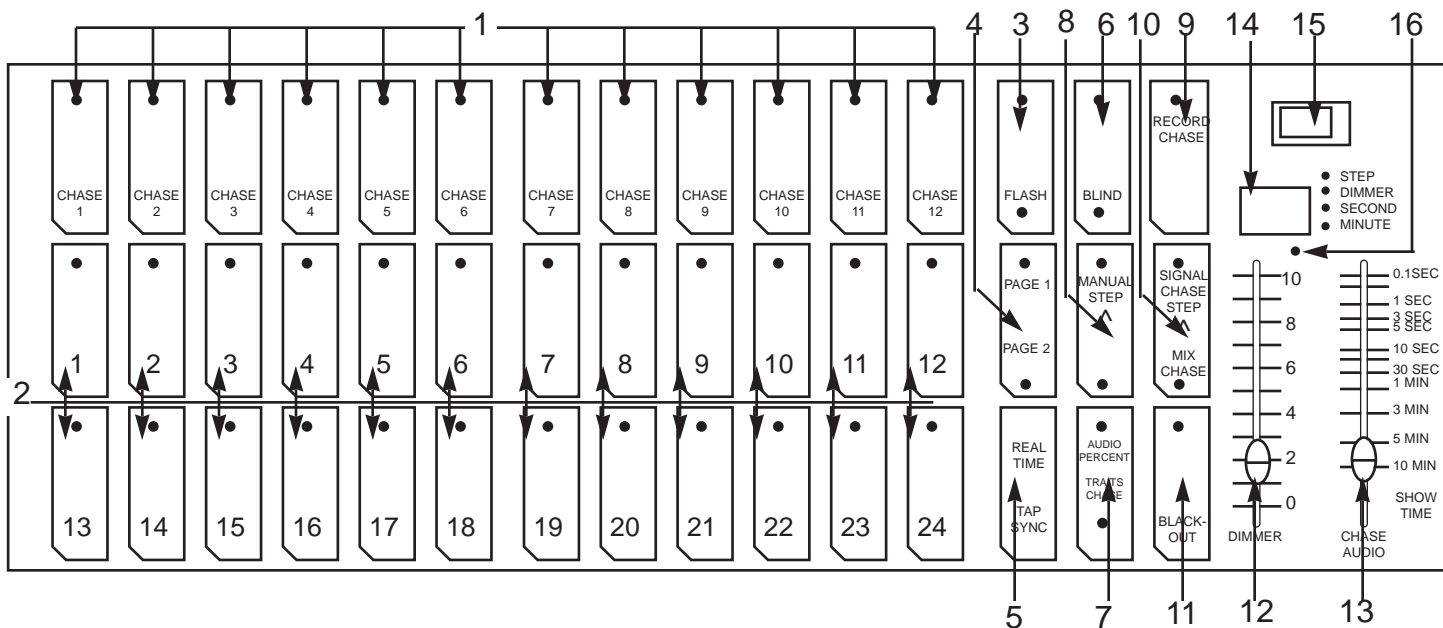 1 4 3 8 6 10 9 14 15 16
CHASE 1
CHASE 2
CHASE 3
CHASE 4
CHASE 5
CHASE 6
CHASE 7
CHASE 8
CHASE 9
CHASE 10
CHASE 11
CHASE 12
FLASH
BLIND
RECORD
CHASE
STEP
DIMMER
SECOND
MINUTE
1 2 3 4 5 6 7 8 9 10 11 12
PAGE 1
PAGE 2
MANUAL
STEP
SIGNAL
CHASE
STEP
MIX
CHASE
10
8
6
4
2
0
DIMMER
0.1SEC
1 SEC
3 SEC
5 SEC
10 SEC
30 SEC
1 MIN
3 MIN
5 MIN
10 MIN
SHOW
TIME
CHASE
AUDIO
2
13 14 15 16 17 18 19 20 21 22 23 24
REAL
TIME
TAP
SYNC
AUDIO
PERCENT
TRAITS
CHASE
BLACK-
OUT
5 7 11 12 13